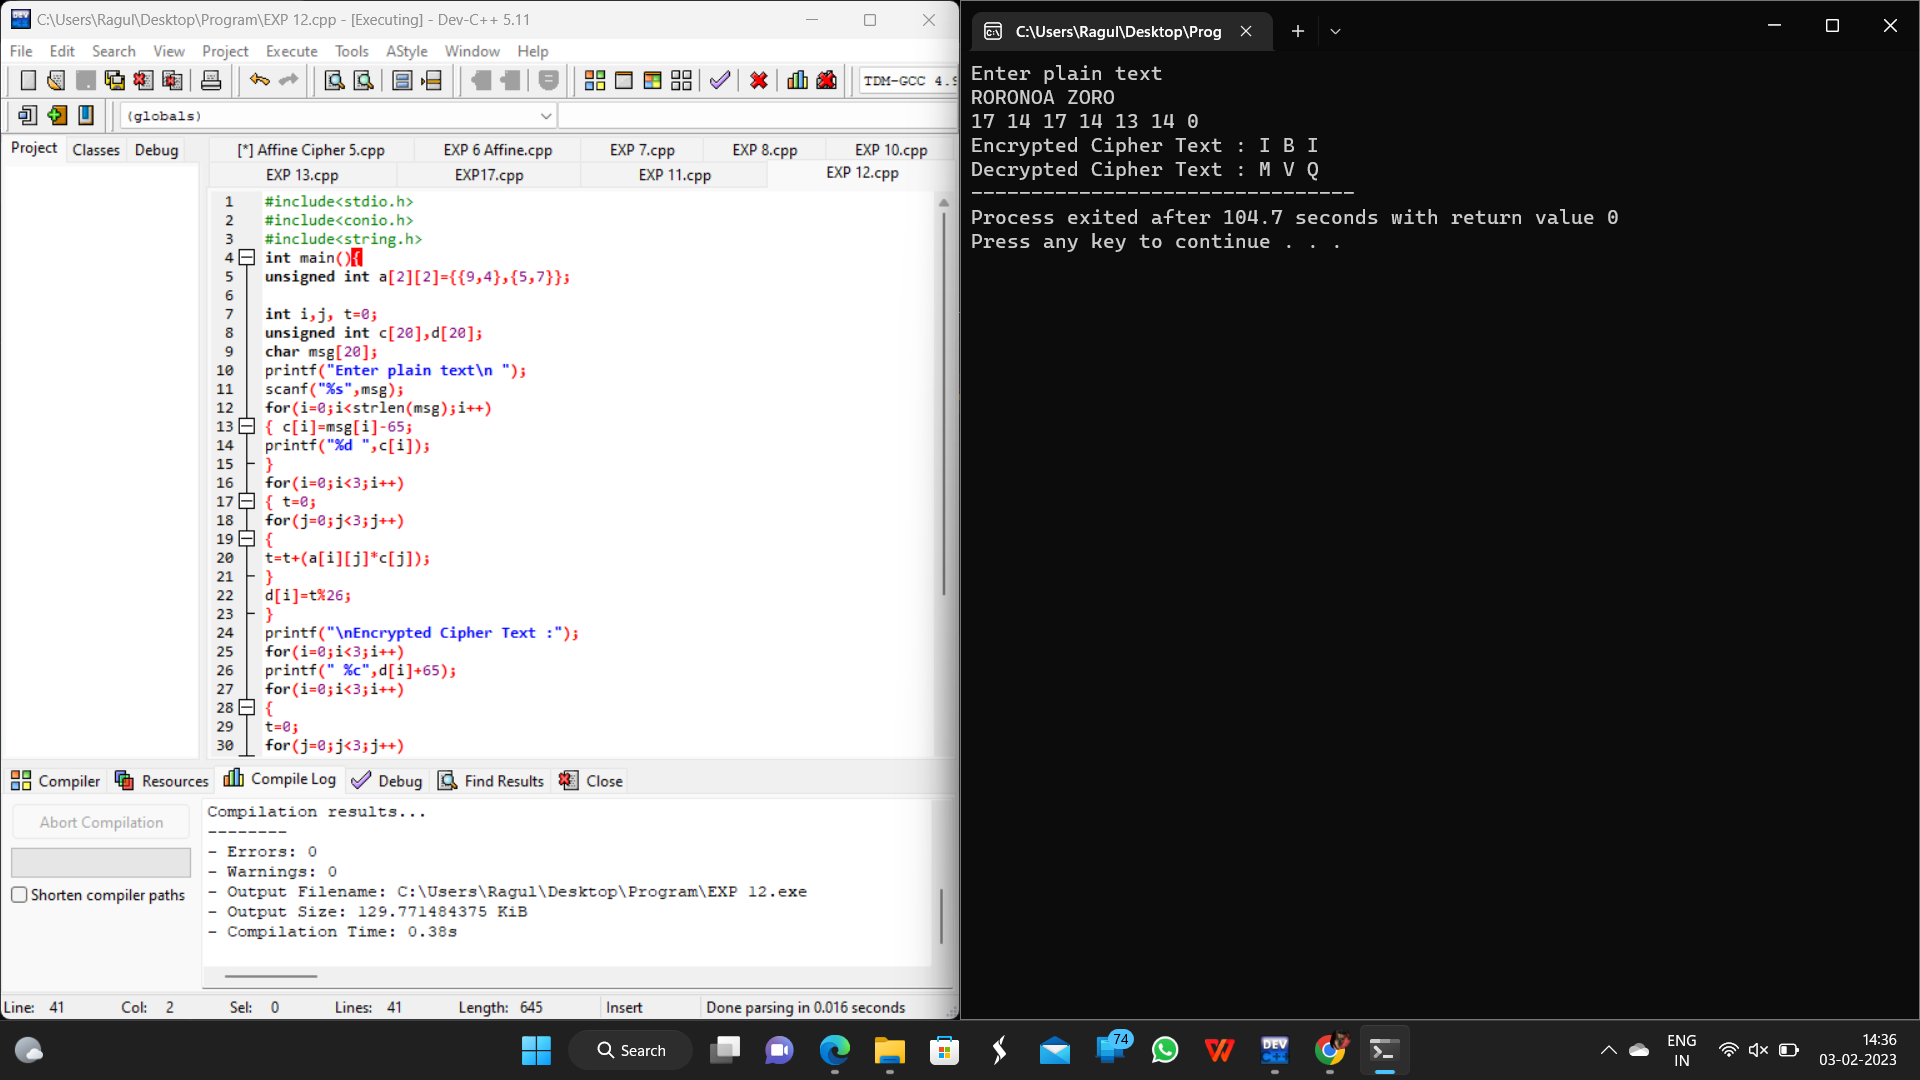 C:\Users\Ragul\Desktop\Program\EXP 12.cpp - [Executing] - Dev-C++ 5.11
File Edit Search View Project Execute Tools AStyle Window Help
TDM-GCC 4.9
(globals)
Project Classes Debug
[*] Affine Cipher 5.cpp EXP 6 Affine.cpp EXP 7.cpp EXP 8.cpp EXP 10.cpp
EXP 13.cpp EXP17.cpp EXP 11.cpp EXP 12.cpp
1 #include<stdio.h>
2 #include<conio.h>
3 #include<string.h>
4 int main(){
5 unsigned int a[2][2]={{9,4},{5,7}};
6
7 int i,j, t=0;
8 unsigned int c[20],d[20];
9 char msg[20];
10 printf("Enter plain text\n ");
11 scanf("%s",msg);
12 for(i=0;i<strlen(msg);i++)
13 { c[i]=msg[i]-65;
14 printf("%d ",c[i]);
15 }
16 for(i=0;i<3;i++)
17 { t=0;
18 for(j=0;j<3;j++)
19 {
20 t=t+(a[i][j]*c[j]);
21 }
22 d[i]=t%26;
23 }
24 printf("\nEncrypted Cipher Text :");
25 for(i=0;i<3;i++)
26 printf(" %c",d[i]+65);
27 for(i=0;i<3;i++)
28 {
29 t=0;
30 for(j=0;j<3;j++)
Compiler Resources Compile Log Debug Find Results Close
Abort Compilation
Shorten compiler paths
Compilation results...
--------
- Errors: 0
- Warnings: 0
- Output Filename: C:\Users\Ragul\Desktop\Program\EXP 12.exe
- Output Size: 129.771484375 KiB
- Compilation Time: 0.38s
Line: 41 Col: 2 Sel: 0 Lines: 41 Length: 645 Insert Done parsing in 0.016 seconds
C:\Users\Ragul\Desktop\Prog
Enter plain text
RORONOA ZORO
17 14 17 14 13 14 0
Encrypted Cipher Text : I B I
Decrypted Cipher Text : M V Q
--------------------------------
Process exited after 104.7 seconds with return value 0
Press any key to continue . . .
Search
74
DEV
C++
ENG
IN
14:36
03-02-2023